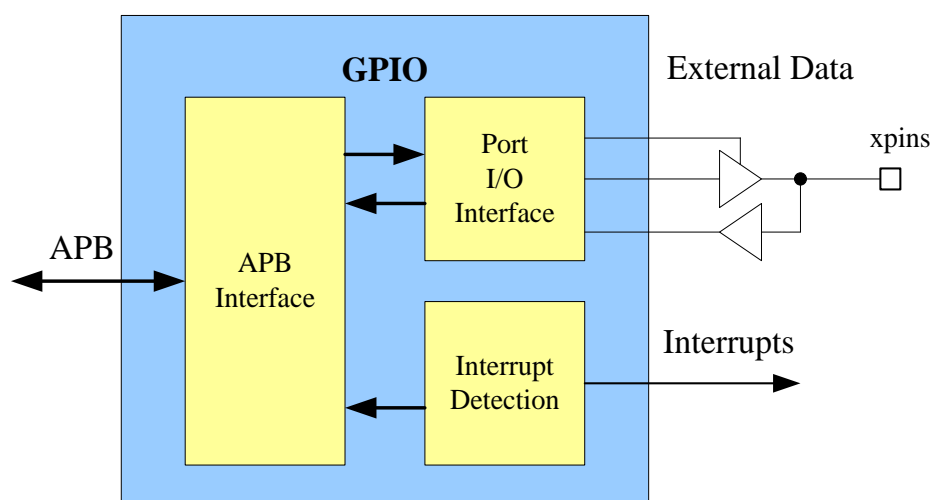 GPIO
External Data
xpins
Port
I/O
Interface
APB
APB
Interface
Interrupts
Interrupt
Detection